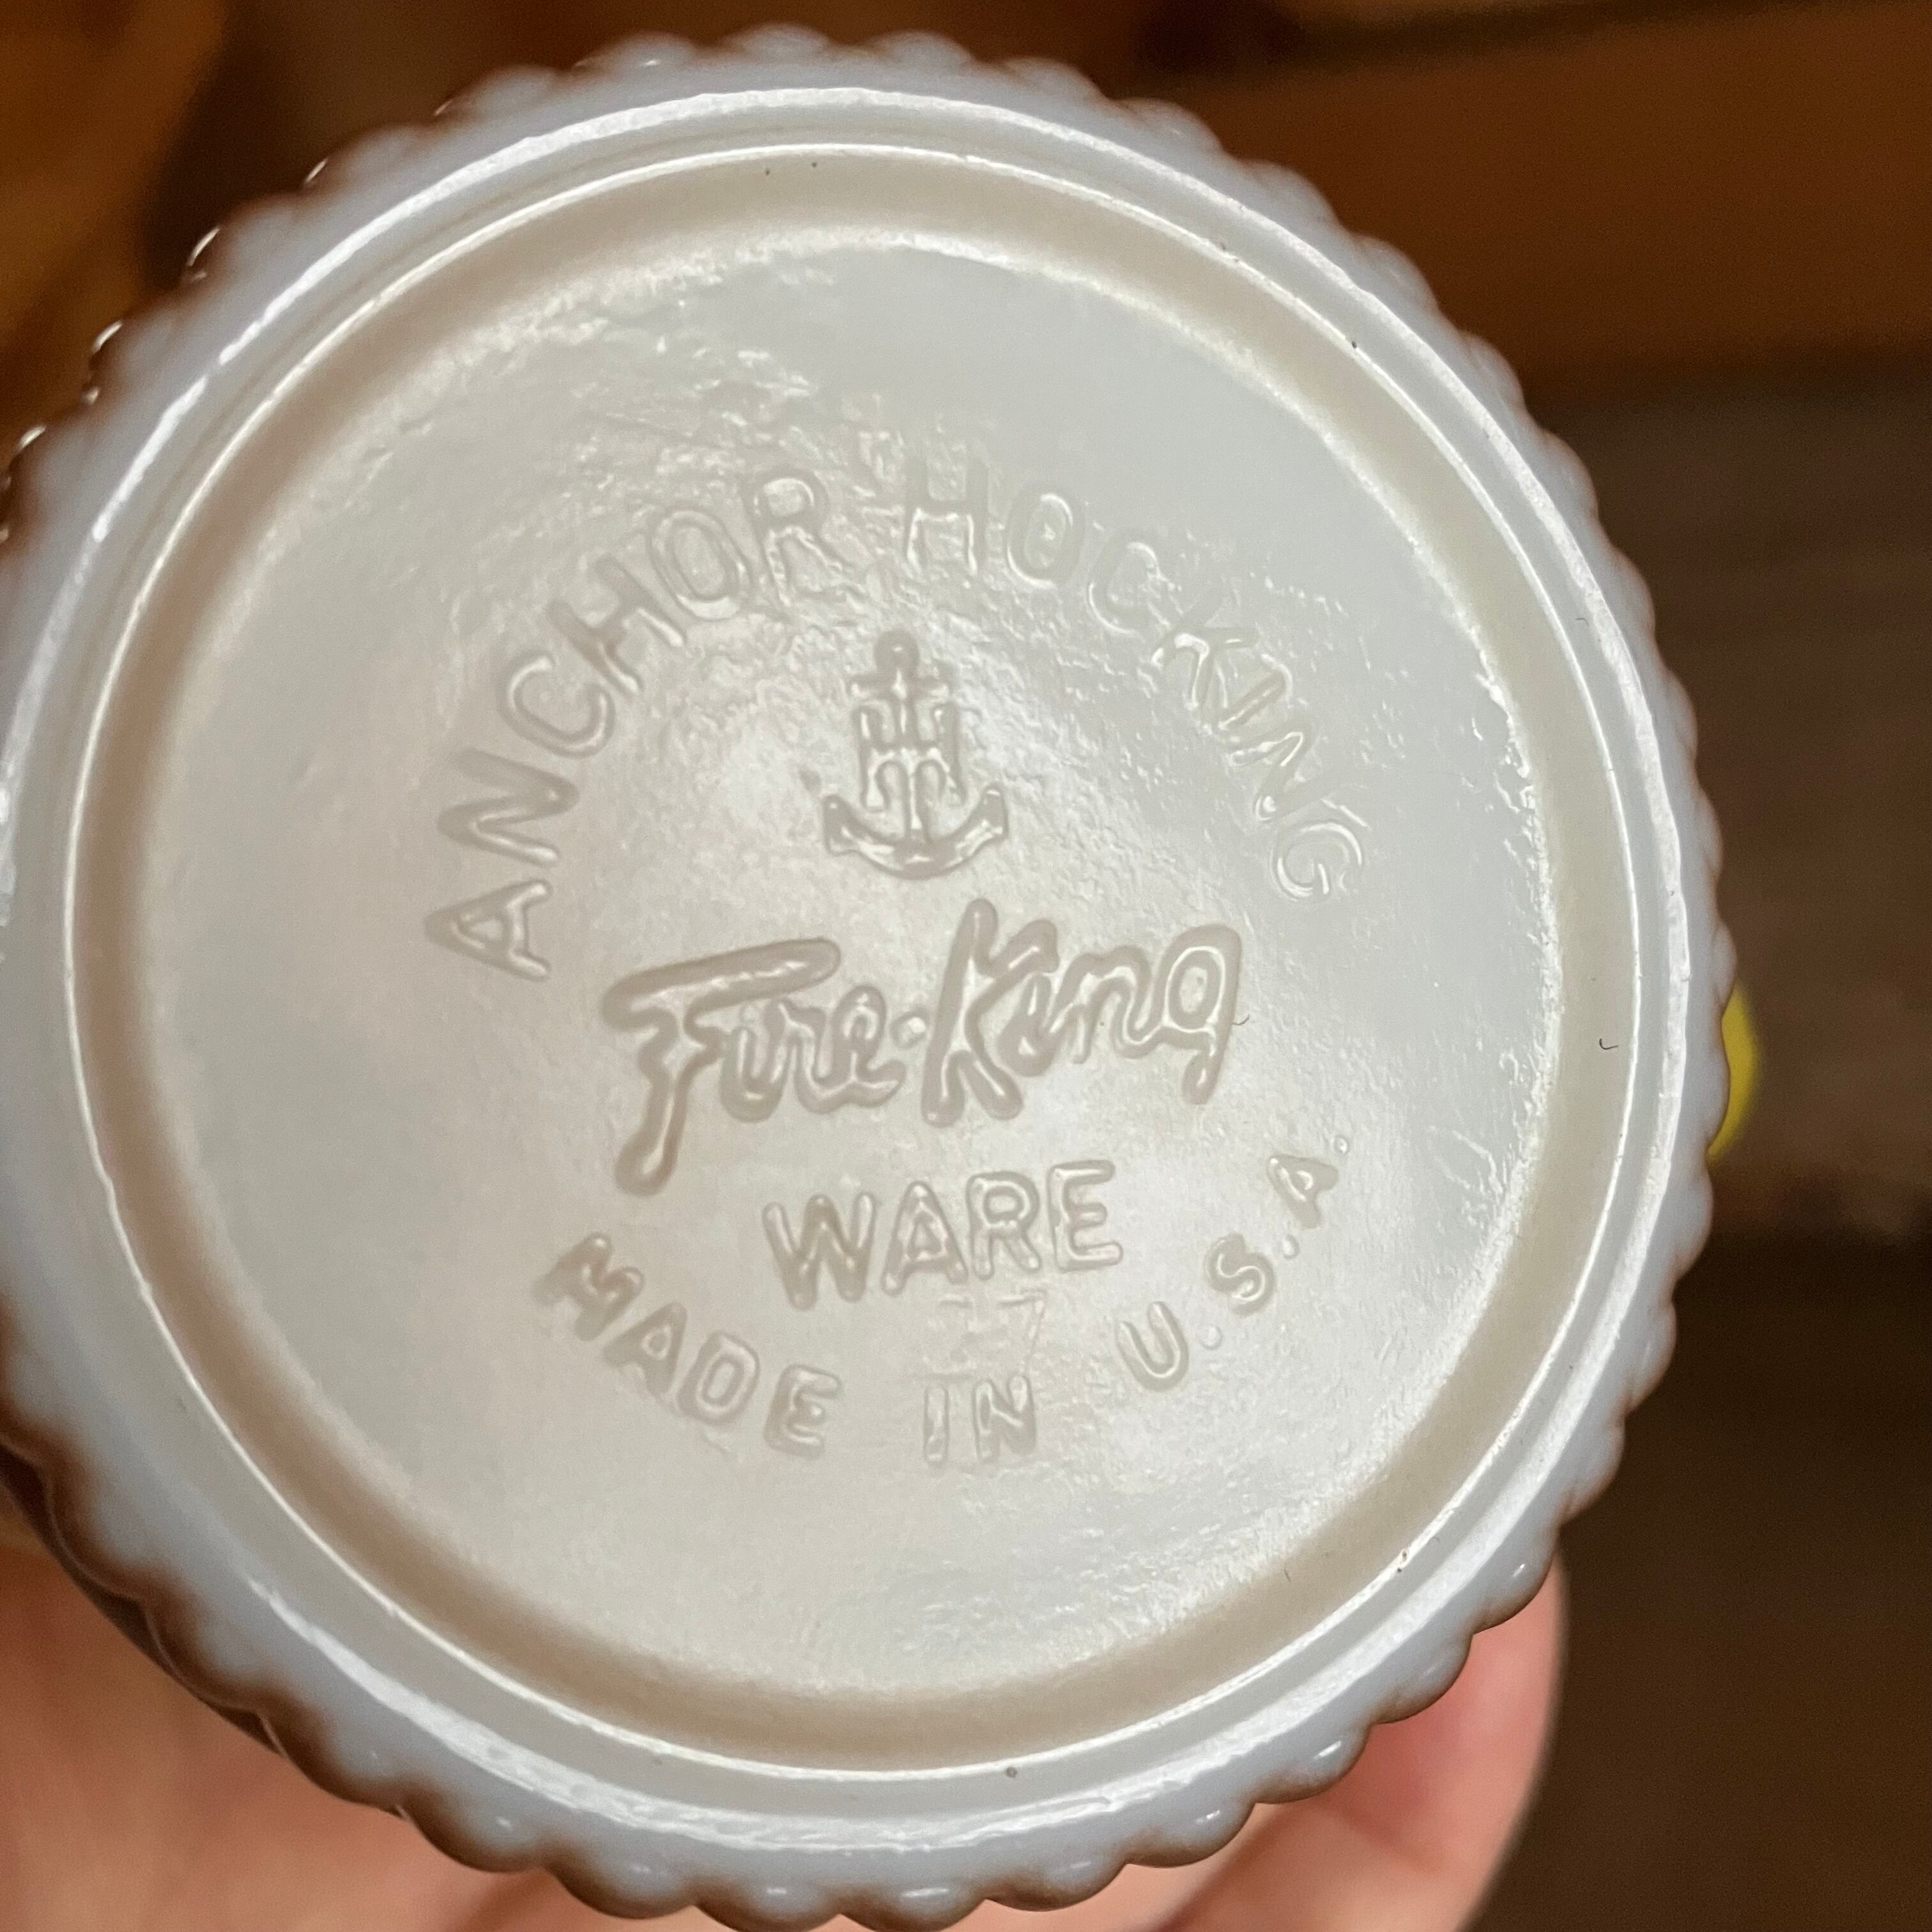 ANCHOR HOCKING
Fire-King
WARE
MADE IN U.S.A.